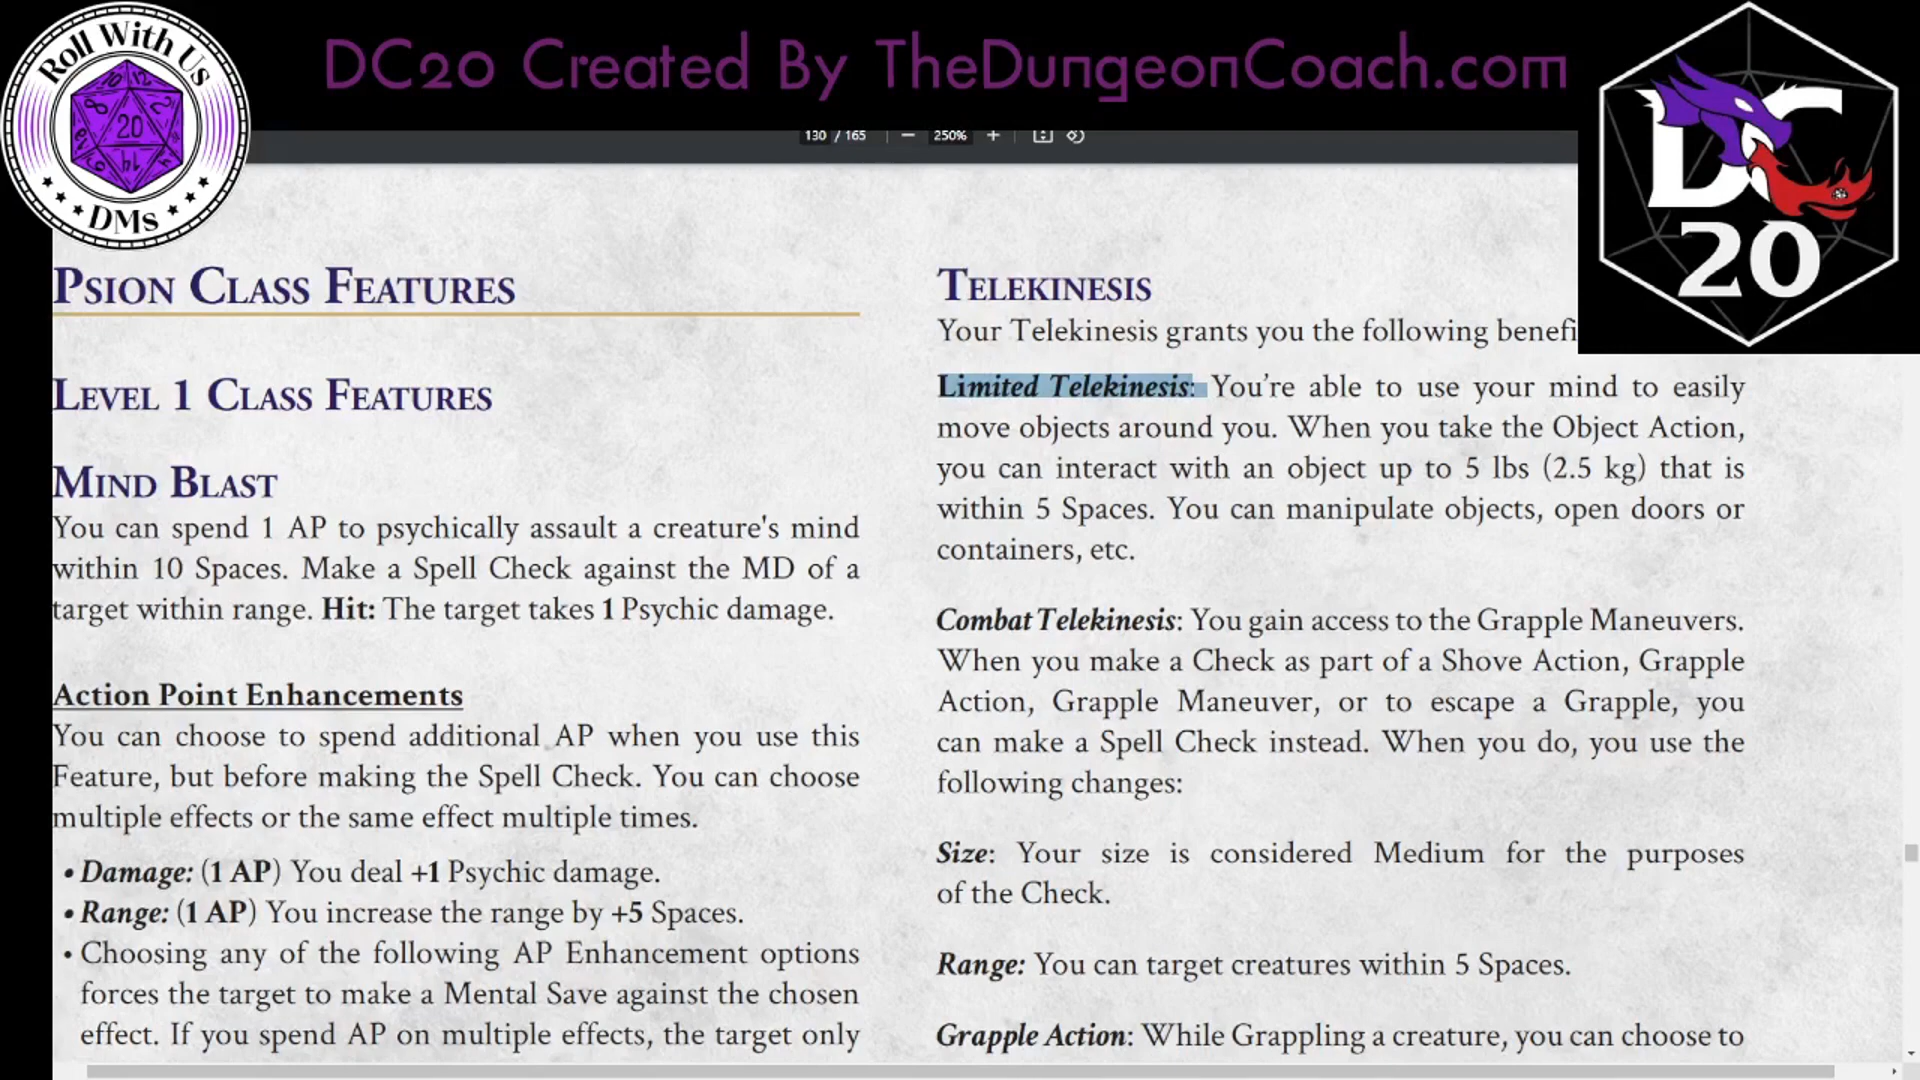 Roll With Us
20
DMs
DC20 Created By TheDungeonCoach.com
DC
20
130 / 165
250%
PSION CLASS FEATURES
LEVEL 1 CLASS FEATURES
MIND BLAST
You can spend 1 AP to psychically assault a creature's mind
within 10 Spaces. Make a Spell Check against the MD of a
target within range. Hit: The target takes 1 Psychic damage.
Action Point Enhancements
You can choose to spend additional AP when you use this
Feature, but before making the Spell Check. You can choose
multiple effects or the same effect multiple times.
• Damage: (1 AP) You deal +1 Psychic damage.
• Range: (1 AP) You increase the range by +5 Spaces.
• Choosing any of the following AP Enhancement options
forces the target to make a Mental Save against the chosen
effect. If you spend AP on multiple effects, the target only
TELEKINESIS
Your Telekinesis grants you the following benefi
Limited Telekinesis: You’re able to use your mind to easily
move objects around you. When you take the Object Action,
you can interact with an object up to 5 lbs (2.5 kg) that is
within 5 Spaces. You can manipulate objects, open doors or
containers, etc.
Combat Telekinesis: You gain access to the Grapple Maneuvers.
When you make a Check as part of a Shove Action, Grapple
Action, Grapple Maneuver, or to escape a Grapple, you
can make a Spell Check instead. When you do, you use the
following changes:
Size: Your size is considered Medium for the purposes
of the Check.
Range: You can target creatures within 5 Spaces.
Grapple Action: While Grappling a creature, you can choose to